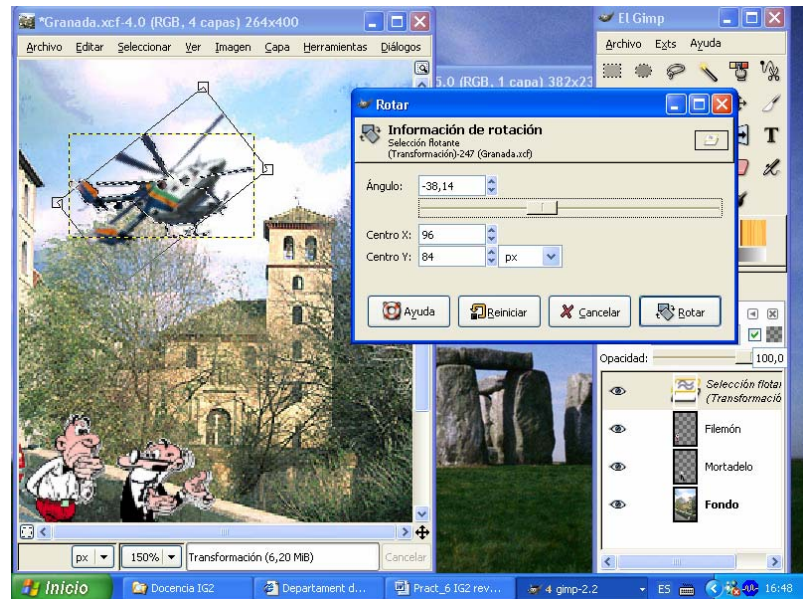 *Granada.xcf-4.0 (RGB, 4 capas) 264x400
Archivo Editar Seleccionar Ver Imagen Capa Herramientas Diálogos
5.0 (RGB, 1 capa) 382x23
El Gimp
Archivo Exts Ayuda
Rotar
Información de rotación
Selección flotante
(Transformación)-247 (Granada.xcf)
Ángulo: -38,14
Centro X: 96
Centro Y: 84 px
Ayuda Reiniciar Cancelar Rotar
Opacidad: 100,0
Selección flotar
(Transformació
Filemón
Mortadelo
Fondo
px 150% Transformación (6,20 MiB) Cancelar
Inicio Docencia IG2 Departament d... Pract_6 IG2 rev... 4 gimp-2.2 ES 16:48